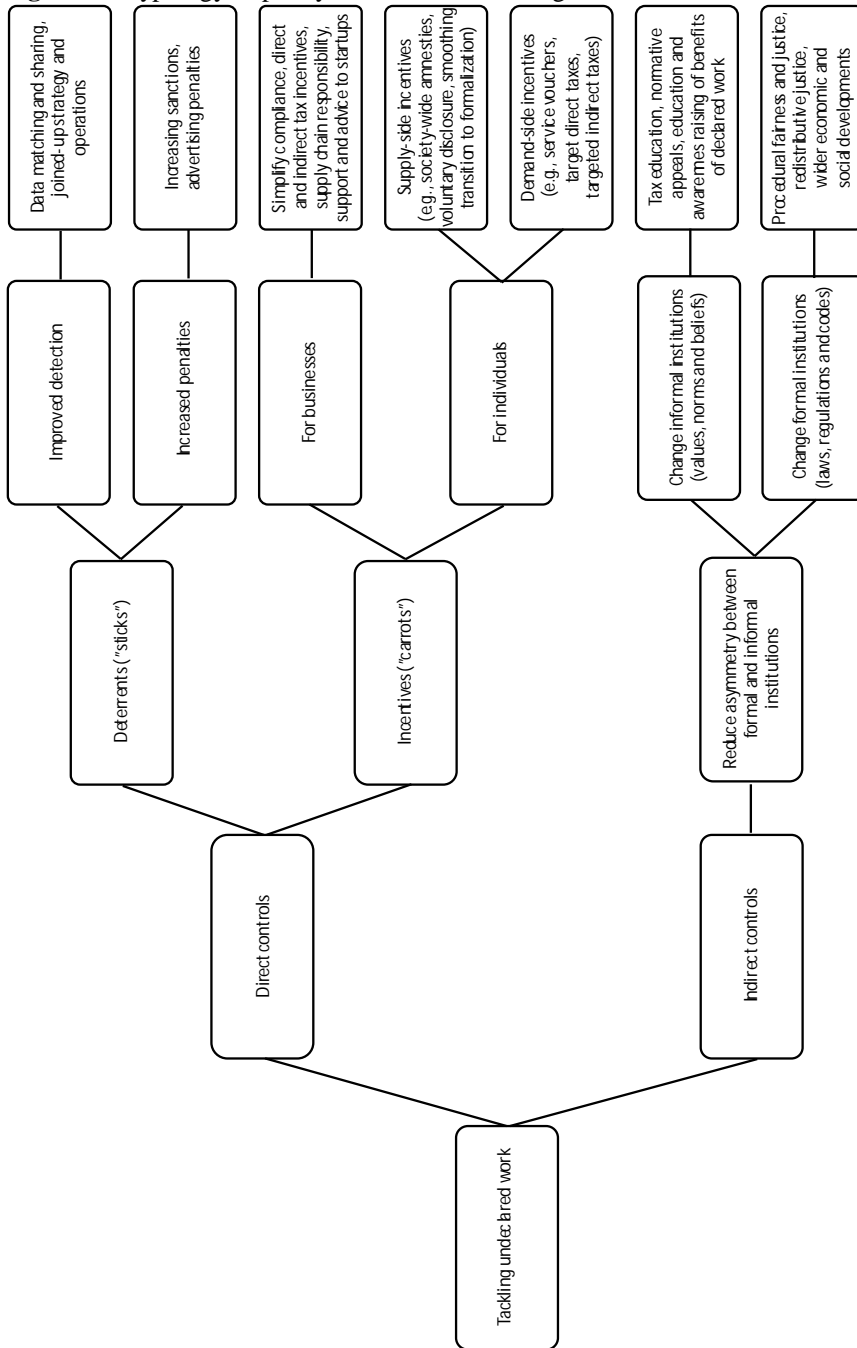 Tackling undeclared work
Direct controls
Indirect controls
Deterrents ("sticks")
Incentives ("carrots")
Reduce asymmetry between
formal and informal
institutions
Improved detection
Increased penalties
For businesses
For individuals
Change informal institutions
(values, norms and beliefs)
Change formal institutions
(laws, regulations and codes)
Data matching and sharing,
joined-up strategy and
operations
Increasing sanctions,
advertising penalties
Simplify compliance, direct
and indirect tax incentives,
supply chain responsibility,
support and advice to startups
Supply-side incentives
(e.g., society-wide amnesties,
voluntary disclosure, smoothing
transition to formalization)
Demand-side incentives
(e.g., service vouchers,
target direct taxes,
targeted indirect taxes)
Tax education, normative
appeals, education and
awareness raising of benefits
of declared work
Procedural fairness and justice,
redistributive justice,
wider economic and
social developments